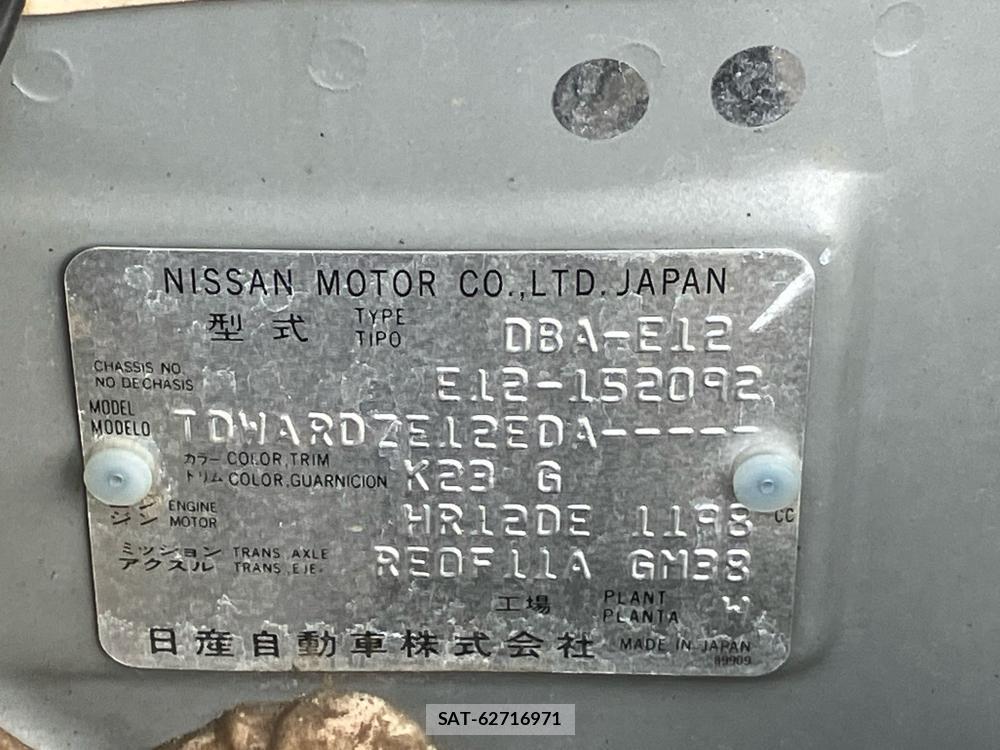 NISSAN MOTOR CO.,LTD. JAPAN
型式 TYPE TIPO DBA-E12
CHASSIS NO.
NO DE CHASIS E12-152092
MODEL
MODELO TDWARDZE12EDA-----
カラー COLOR,TRIM
トリム COLOR,GUARNICION K23 G
ENGINE
ジン MOTOR HR12DE 1198 CC
ミッション TRANS AXLE
アクスル TRANS,EJE RE0F11A GM38
工場 PLANT
PLANTA W
日産自動車株式会社 MADE IN JAPAN
89909
SAT-62716971